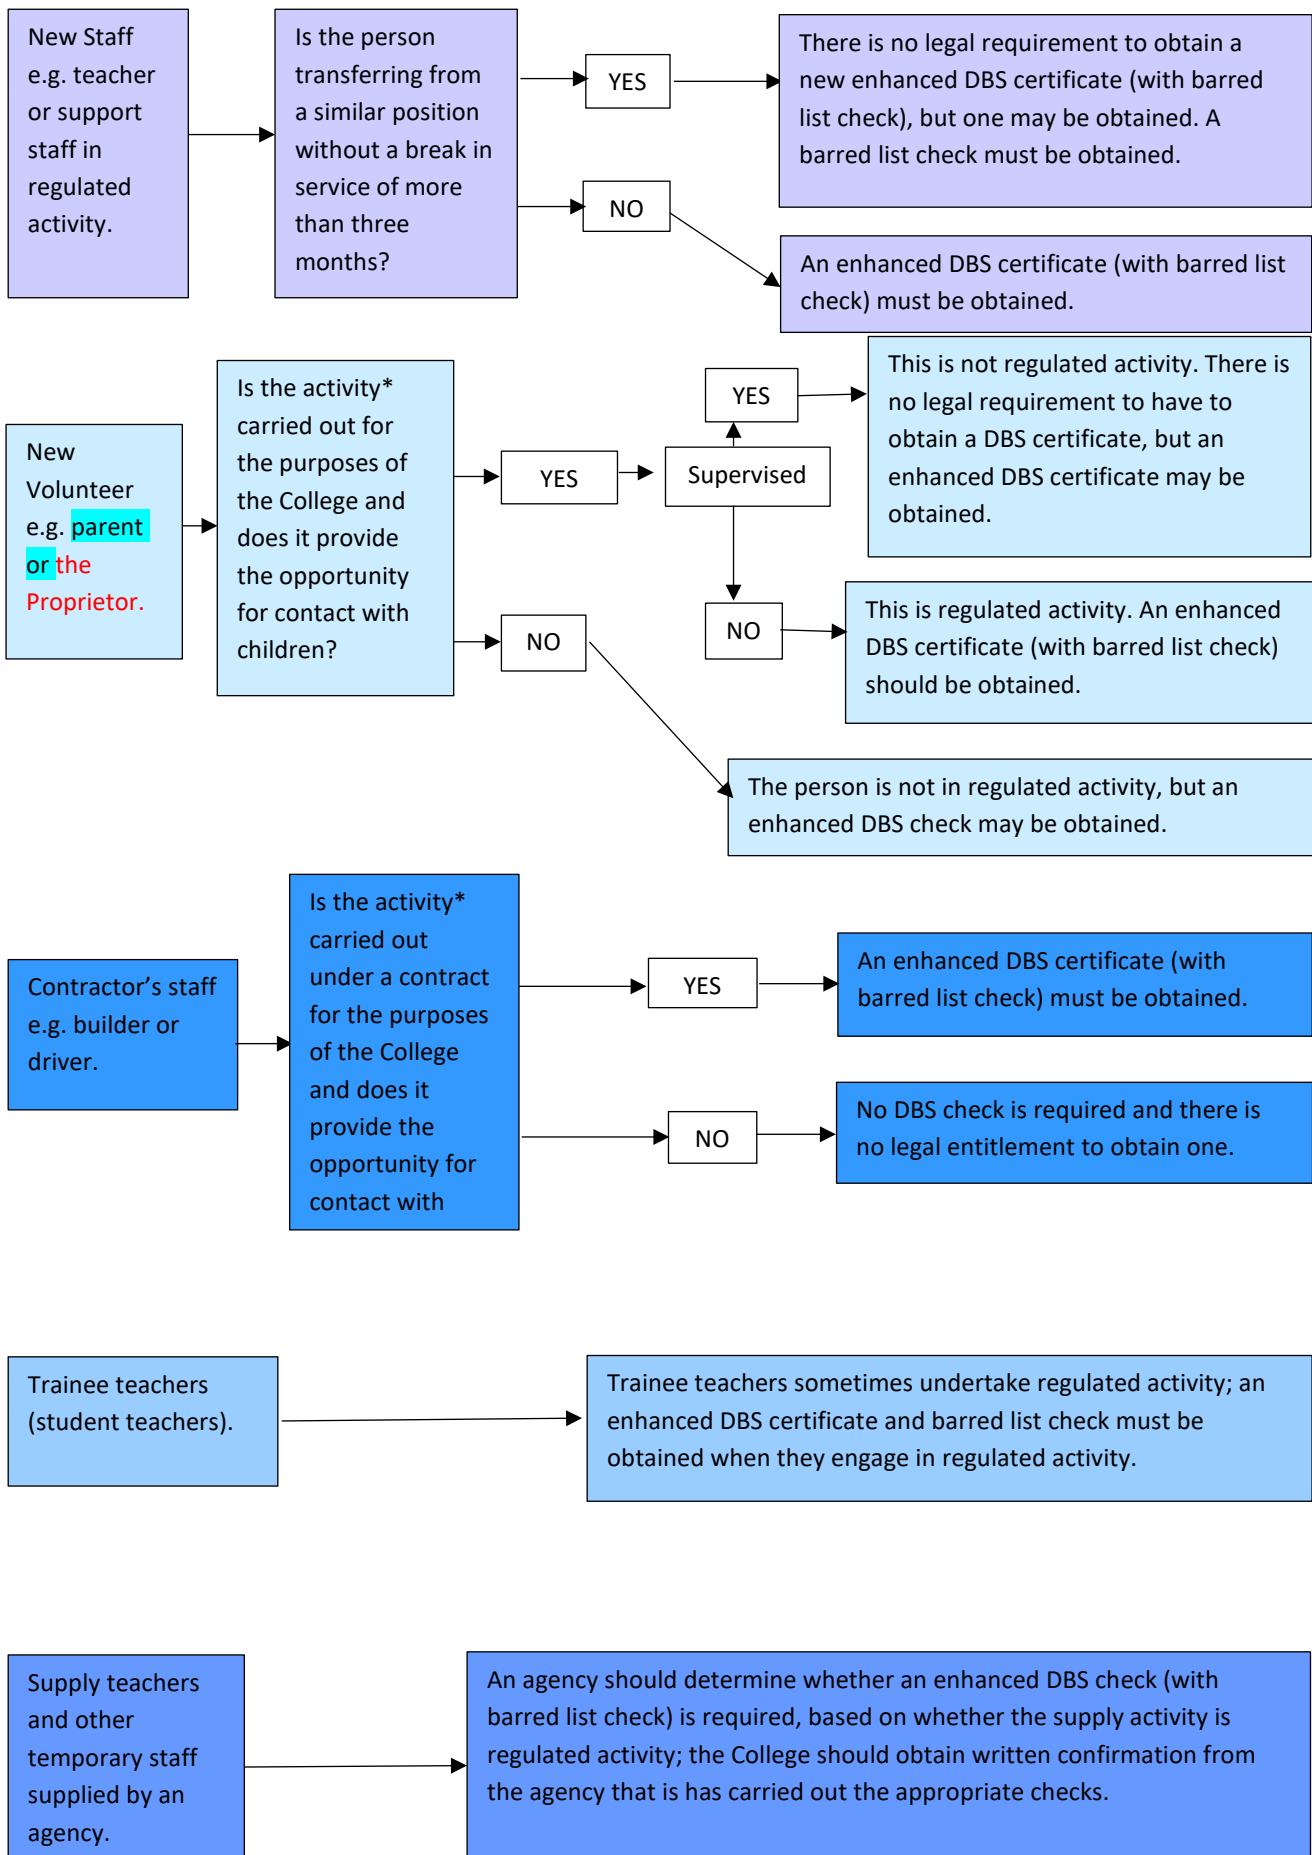 New Staff
e.g. teacher
or support
staff in
regulated
activity.
Is the person
transferring from
a similar position
without a break in
service of more
than three
months?
YES
There is no legal requirement to obtain a
new enhanced DBS certificate (with barred
list check), but one may be obtained. A
barred list check must be obtained.
NO
An enhanced DBS certificate (with barred list
check) must be obtained.
New
Volunteer
e.g. parent
or the
Proprietor.
Is the activity*
carried out for
the purposes of
the College and
does it provide
the opportunity
for contact with
children?
YES
Supervised
YES
This is not regulated activity. There is
no legal requirement to have to
obtain a DBS certificate, but an
enhanced DBS certificate may be
obtained.
NO
This is regulated activity. An enhanced
DBS certificate (with barred list check)
should be obtained.
NO
The person is not in regulated activity, but an
enhanced DBS check may be obtained.
Contractor’s staff
e.g. builder or
driver.
Is the activity*
carried out
under a contract
for the purposes
of the College
and does it
provide the
opportunity for
contact with
YES
An enhanced DBS certificate (with
barred list check) must be obtained.
NO
No DBS check is required and there is
no legal entitlement to obtain one.
Trainee teachers
(student teachers).
Trainee teachers sometimes undertake regulated activity; an
enhanced DBS certificate and barred list check must be
obtained when they engage in regulated activity.
Supply teachers
and other
temporary staff
supplied by an
agency.
An agency should determine whether an enhanced DBS check (with
barred list check) is required, based on whether the supply activity is
regulated activity; the College should obtain written confirmation from
the agency that is has carried out the appropriate checks.